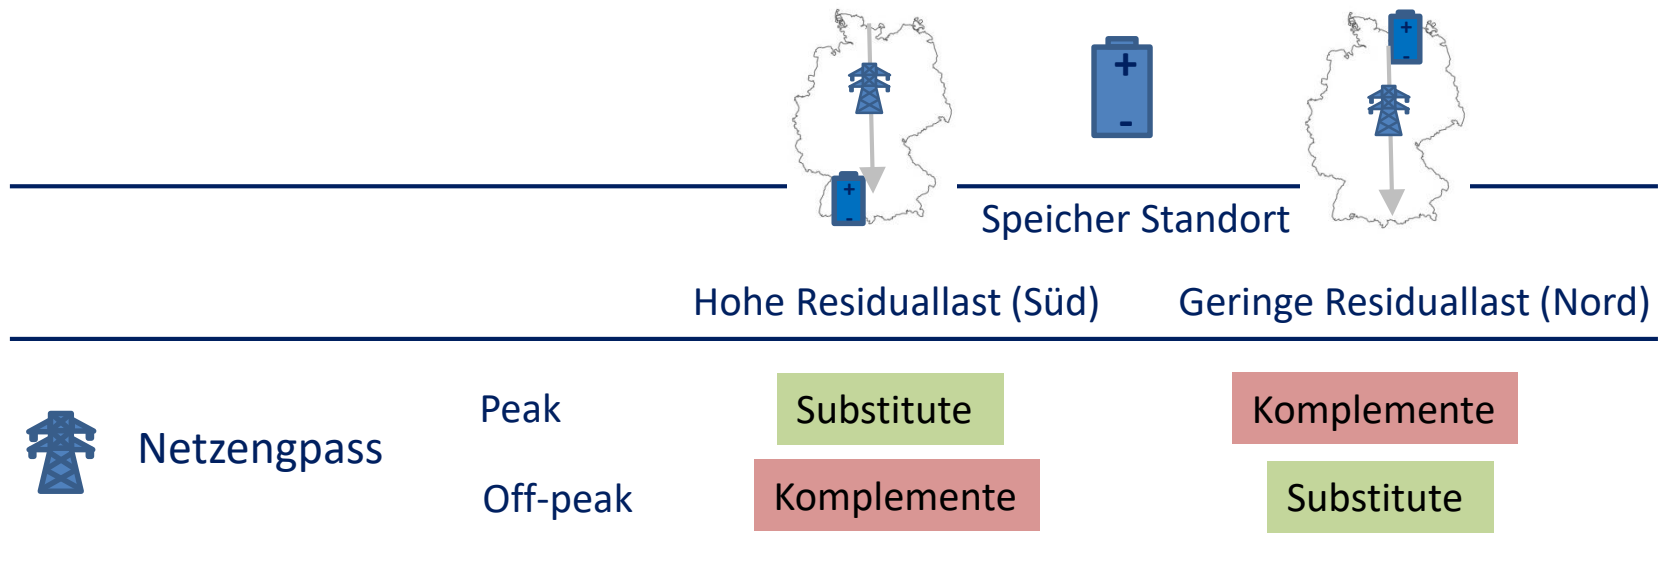 +
-
+
-
+
-
Speicher Standort
Hohe Residuallast (Süd)
Geringe Residuallast (Nord)
Netzengpass
Peak
Substitute
Komplemente
Off-peak
Komplemente
Substitute